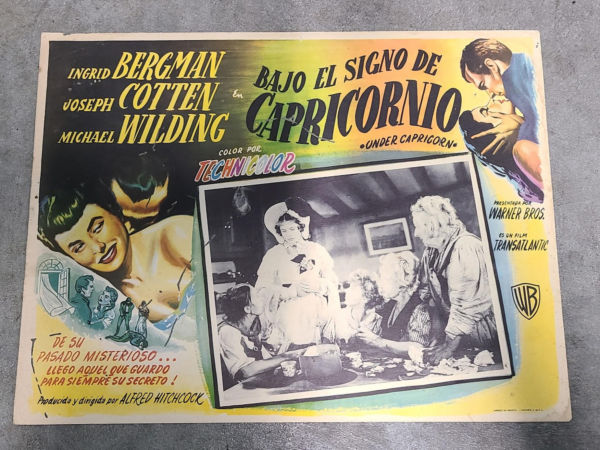 INGRID BERGMAN
JOSEPH COTTEN
MICHAEL WILDING
En
BAJO EL SIGNO DE
CAPRICORNIO
"UNDER CAPRICORN"
COLOR POR
TECHNICOLOR
PRESENTADA POR
WARNER BROS.
ES UN FILM
TRANSATLANTIC
WB
DE SU
PASADO MISTERIOSO...
LLEGO AQUEL QUE GUARDO
PARA SIEMPRE SU SECRETO!
Producida y dirigida por ALFRED HITCHCOCK